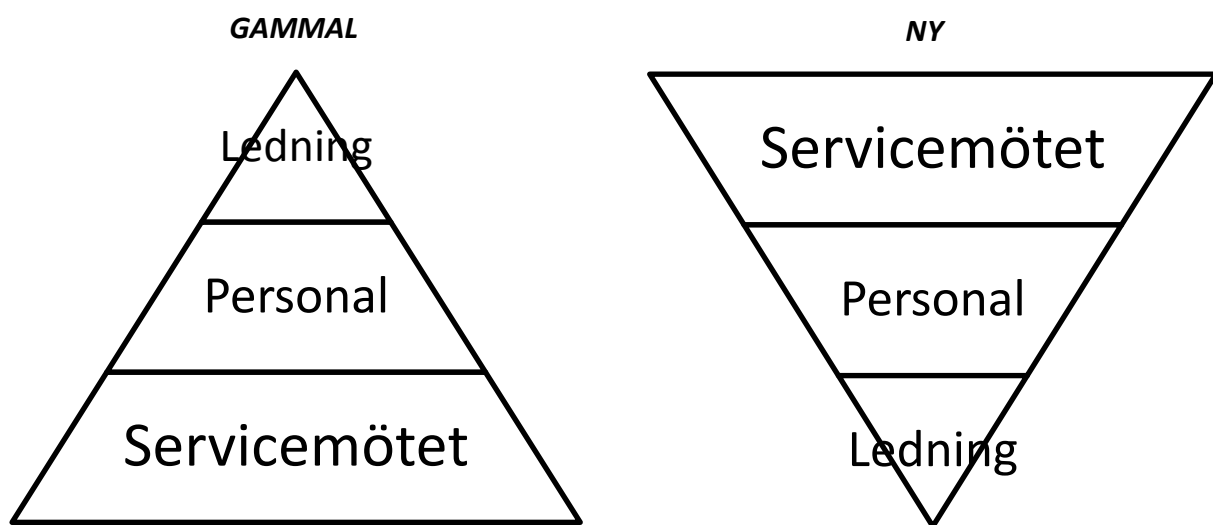 GAMMAL
Ledning
Personal
Servicemötet
NY
Servicemötet
Personal
Ledning